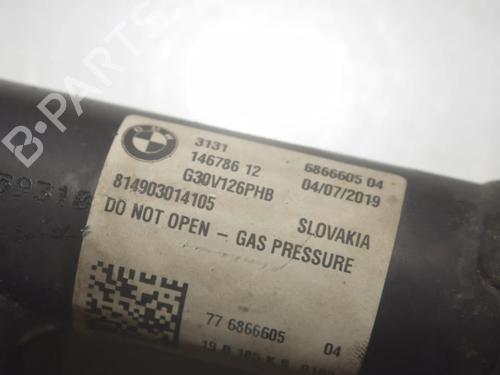 B-PARTS
BMW
3131
146786 12
G30V126PHB
6866605 04
04/07/2019
814903014105
SLOVAKIA
DO NOT OPEN - GAS PRESSURE
77 6866605 04